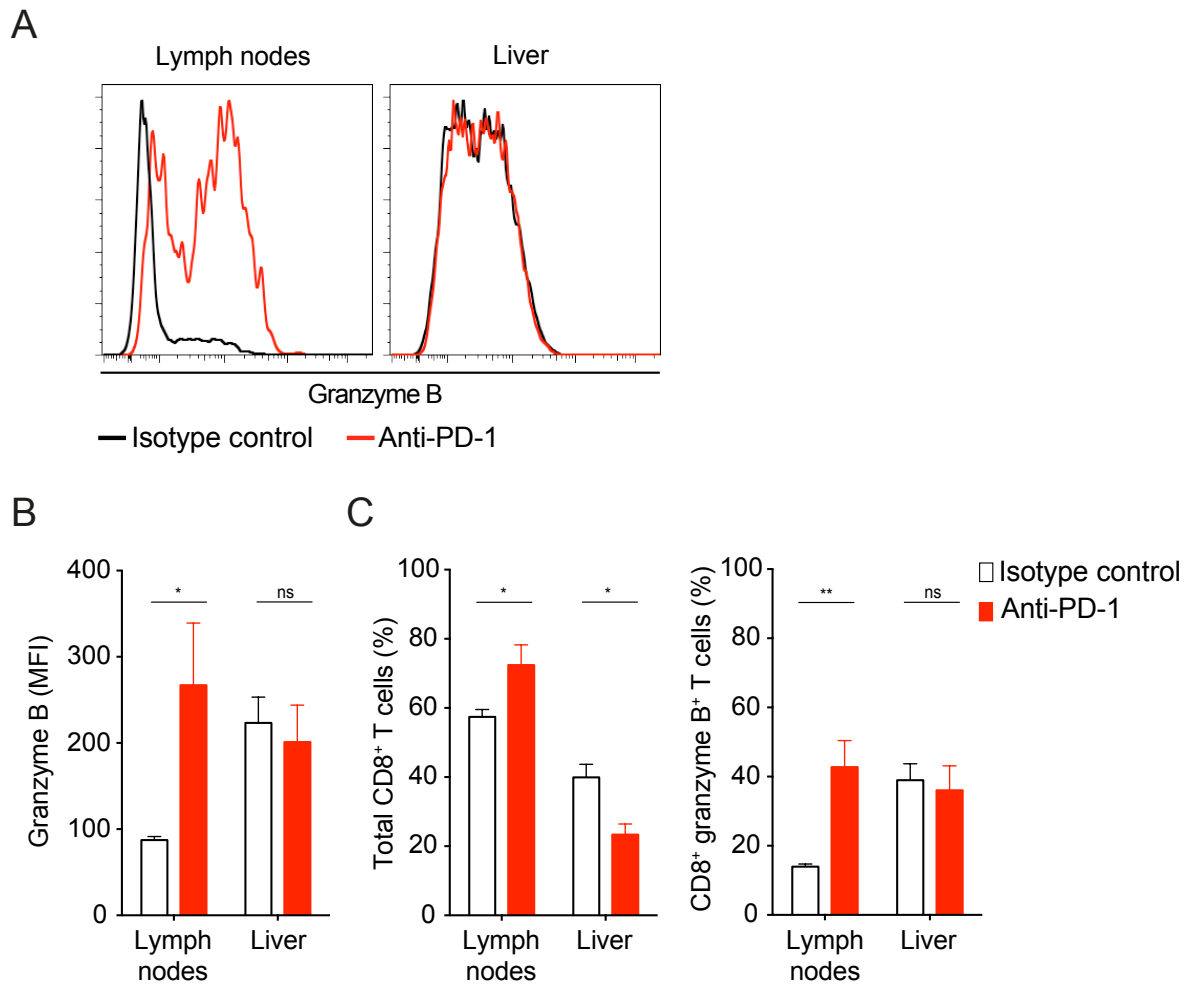 A
Lymph nodes
Liver
Granzyme B
Isotype control
Anti-PD-1
B
Granzyme B (MFI)
400
300
200
100
0
*
ns
Lymph
nodes
Liver
C
Total CD8⁺ T cells (%)
100
80
60
40
20
0
*
*
Lymph
nodes
Liver
CD8⁺ granzyme B⁺ T cells (%)
100
80
60
40
20
0
**
ns
Lymph
nodes
Liver
Isotype control
Anti-PD-1